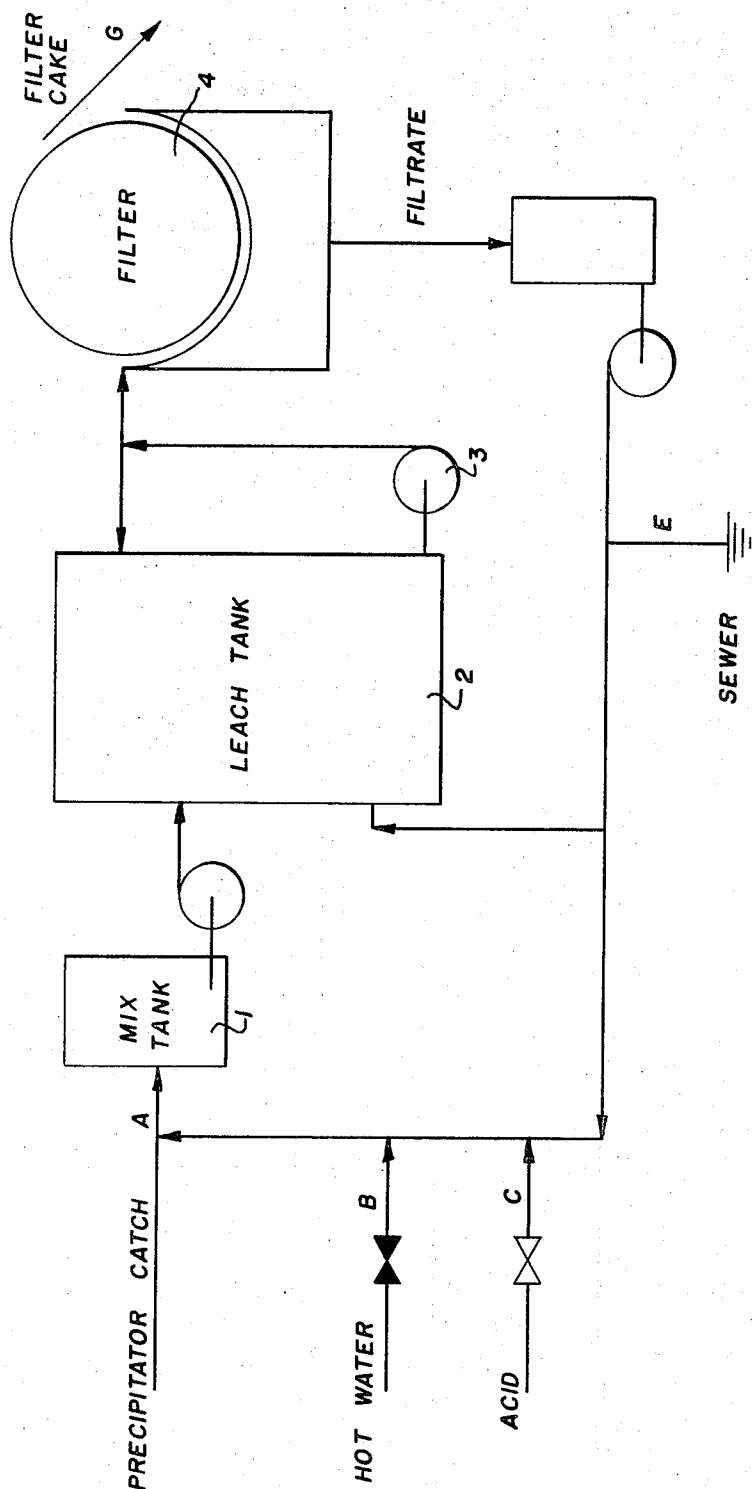 PRECIPITATOR CATCH
A
HOT WATER
B
ACID
C
MIX
TANK
1
LEACH TANK
2
3
FILTER
4
FILTER
CAKE
G
FILTRATE
E
SEWER